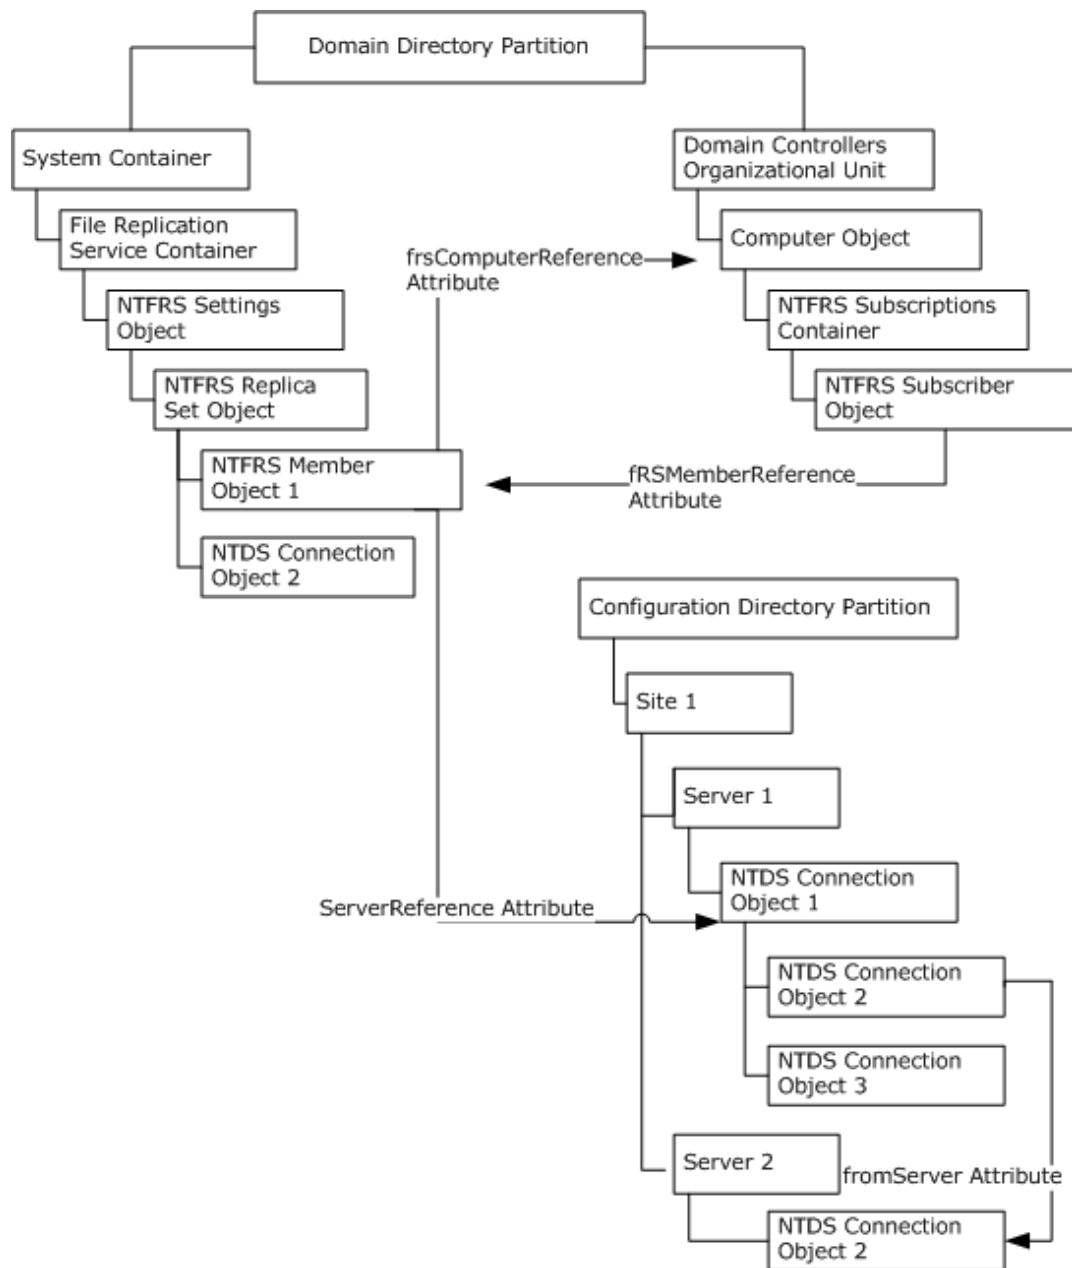 Domain Directory Partition
System Container
Domain Controllers
Organizational Unit
File Replication
Service Container
Computer Object
frsComputerReference
Attribute
NTFRS Settings
Object
NTFRS Subscriptions
Container
NTFRS Replica
Set Object
NTFRS Subscriber
Object
NTFRS Member
Object 1
fRSMemberReference
Attribute
NTDS Connection
Object 2
Configuration Directory Partition
Site 1
Server 1
NTDS Connection
Object 1
ServerReference Attribute
NTDS Connection
Object 2
NTDS Connection
Object 3
Server 2
fromServer Attribute
NTDS Connection
Object 2